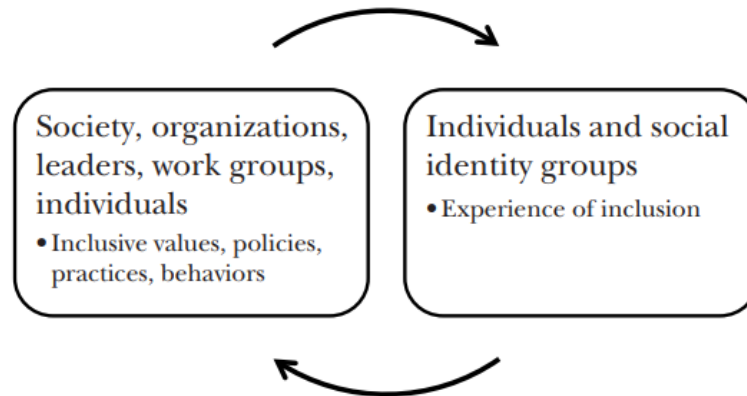 Society, organizations,
leaders, work groups,
individuals
• Inclusive values, policies,
practices, behaviors
Individuals and social
identity groups
• Experience of inclusion